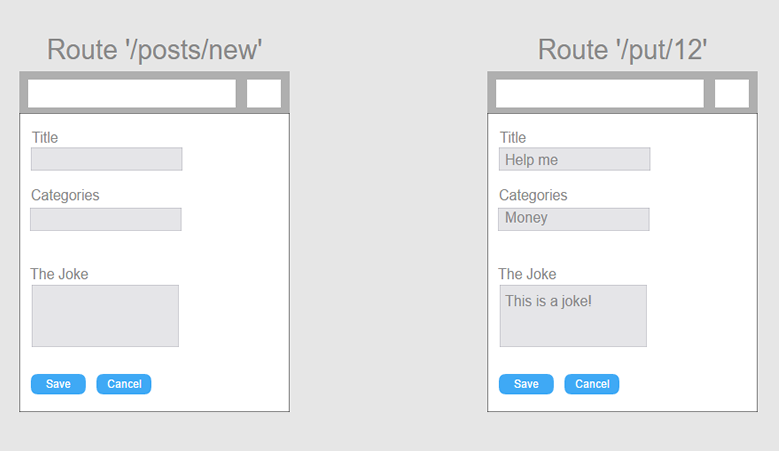 Route '/posts/new'
Title
Categories
The Joke
Save Cancel
Route '/put/12'
Title
Help me
Categories
Money
The Joke
This is a joke!
Save Cancel